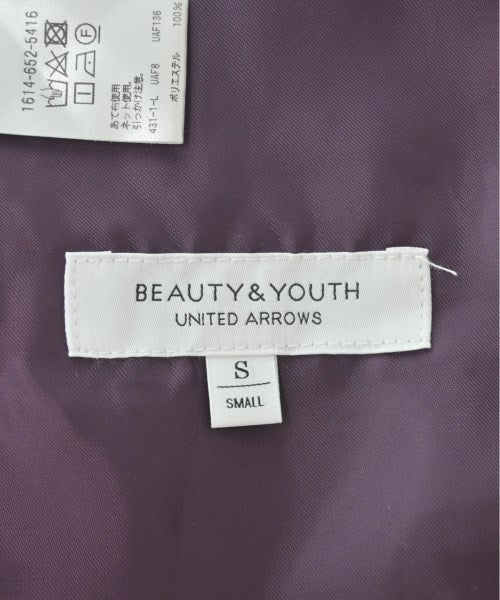 1614-652-5416
あて布使用
ネット使用。
引っかけ注意。
431-1-L UAF8 UAF136
ポリエステル 100%
BEAUTY&YOUTH
UNITED ARROWS
S
SMALL